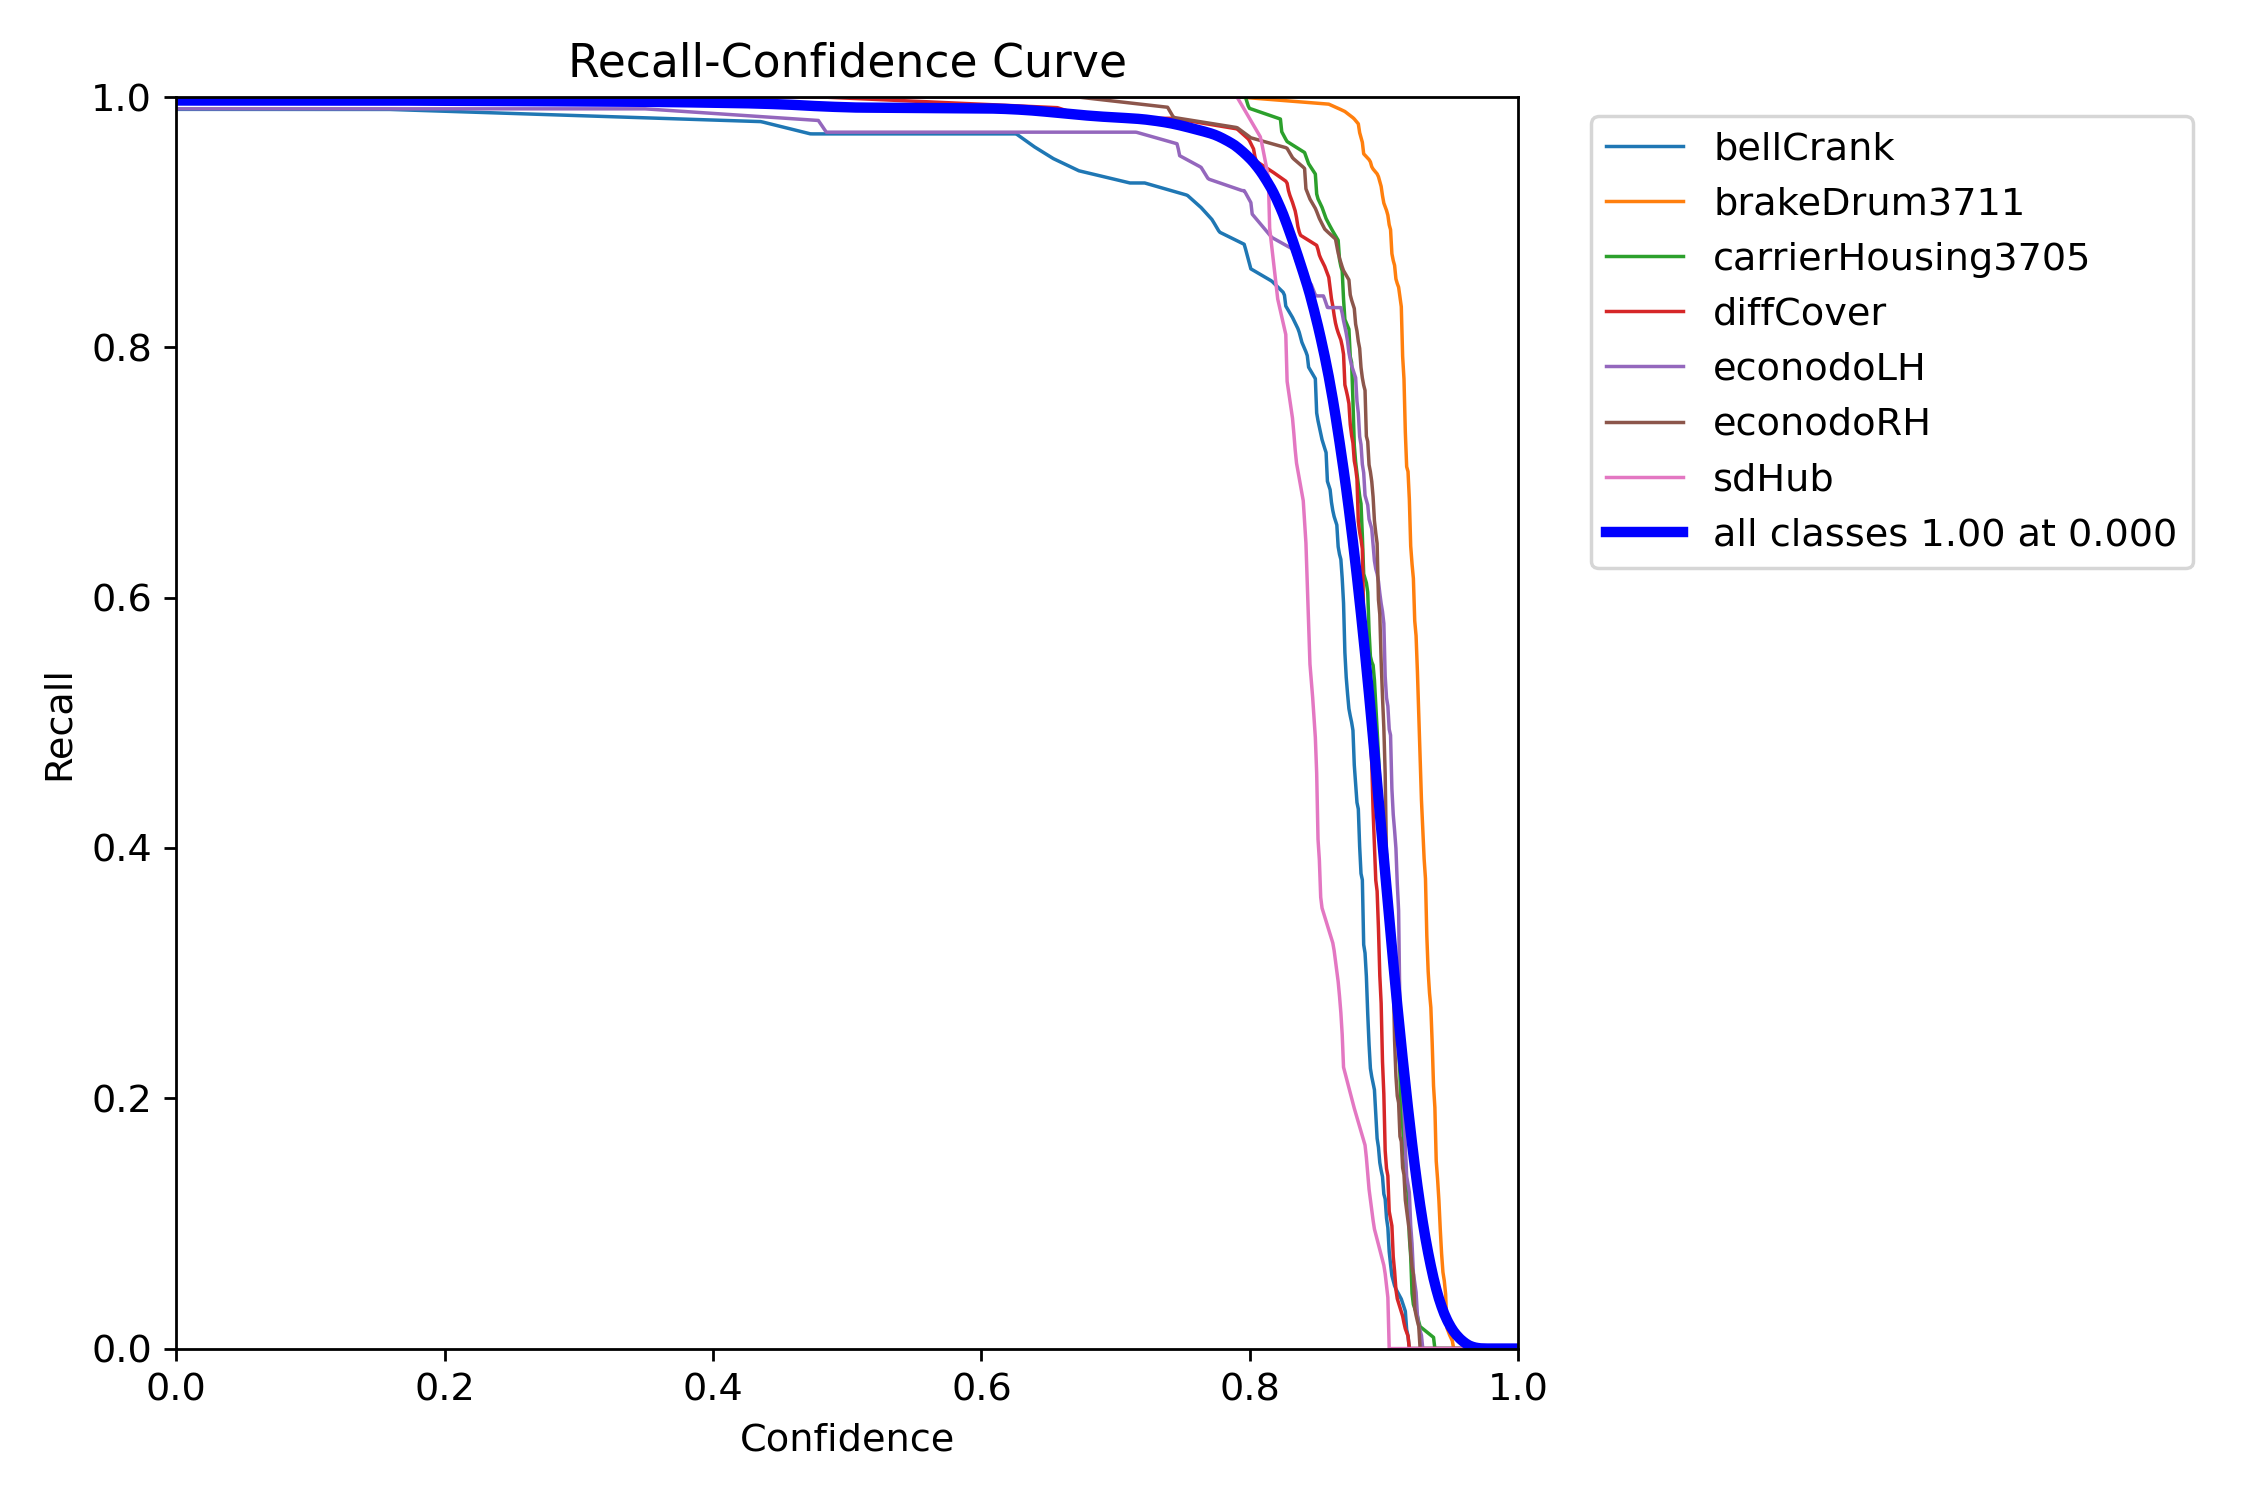 Recall-Confidence Curve
1.0
0.8
0.6
0.4
0.2
0.0
Recall
0.0 0.2 0.4 0.6 0.8 1.0
Confidence
bellCrank
brakeDrum3711
carrierHousing3705
diffCover
econodoLH
econodoRH
sdHub
all classes 1.00 at 0.000